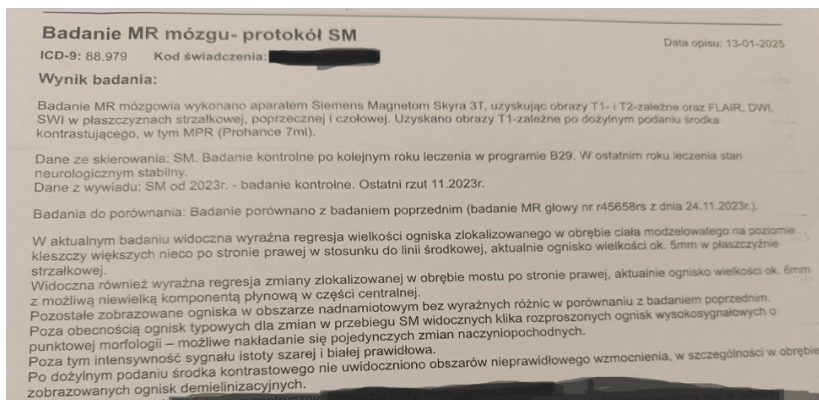 Badanie MR mózgu- protokół SM
Data opisu: 13-01-2025
ICD-9: 88.979 Kod świadczenia:
Wynik badania:
Badanie MR mózgowia wykonano aparatem Siemens Magnetom Skyra 3T, uzyskując obrazy T1- i T2-zależne oraz FLAIR, DWI,
SWI w płaszczyznach strzałkowej, poprzecznej i czołowej. Uzyskano obrazy T1-zależne po dożylnym podaniu środka
kontrastującego, w tym MPR (Prohance 7ml).
Dane ze skierowania: SM. Badanie kontrolne po kolejnym roku leczenia w programie B29. W ostatnim roku leczenia stan
neurologicznym stabilny.
Dane z wywiadu: SM od 2023r. - badanie kontrolne. Ostatni rzut 11.2023r.
Badania do porównania: Badanie porównano z badaniem poprzednim (badanie MR głowy nr r45658rs z dnia 24.11.2023r.).
W aktualnym badaniu widoczna wyraźna regresja wielkości ogniska zlokalizowanego w obrębie ciała modzelowatego na poziomie
kleszczy większych nieco po stronie prawej w stosunku do linii środkowej, aktualnie ognisko wielkości ok. 5mm w płaszczyźnie
strzałkowej.
Widoczna również wyraźna regresja zmiany zlokalizowanej w obrębie mostu po stronie prawej, aktualnie ognisko wielkości ok. 6mm
z możliwą niewielką komponentą płynową w części centralnej.
Pozostałe zobrazowane ogniska w obszarze nadnamiotowym bez wyraźnych różnic w porównaniu z badaniem poprzednim.
Poza obecnością ognisk typowych dla zmian w przebiegu SM widocznych klika rozproszonych ognisk wysokosygnałowych o
punktowej morfologii – możliwe nakładanie się pojedynczych zmian naczyniopochodnych.
Poza tym intensywność sygnału istoty szarej i białej prawidłowa.
Po dożylnym podaniu środka kontrastowego nie uwidoczniono obszarów nieprawidłowego wzmocnienia, w szczególności w obrębie
zobrazowanych ognisk demielinizacyjnych.